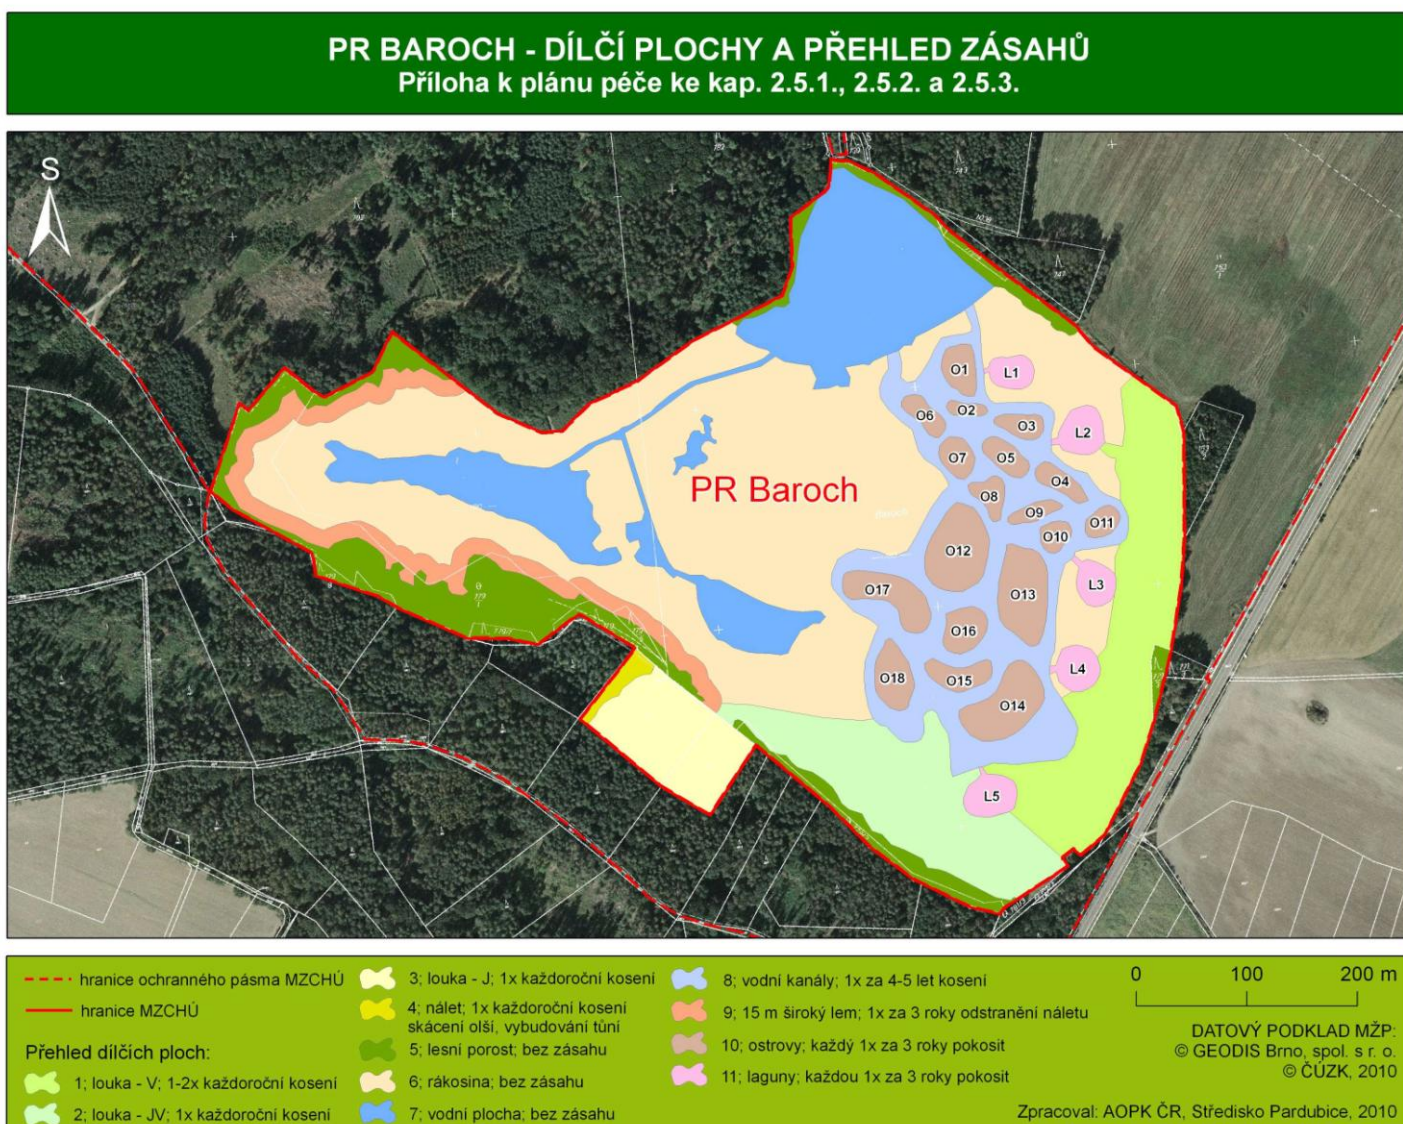 PR BAROCH - DÍLČÍ PLOCHY A PŘEHLED ZÁSAHŮ
Příloha k plánu péče ke kap. 2.5.1., 2.5.2. a 2.5.3.
S
O1
L1
O6
O2
O3
L2
O7
O5
O4
PR Baroch
O8
O9
O11
O10
O12
L3
O17
O13
O16
L4
O18
O15
O14
L5
hranice ochranného pásma MZCHÚ
hranice MZCHÚ
Přehled dílčích ploch:
1; louka - V; 1-2x každoroční kosení
2; louka - JV; 1x každoroční kosení
3; louka - J; 1x každoroční kosení
4; nálet; 1x každoroční kosení
skácení olší, vybudování tůní
5; lesní porost; bez zásahu
6; rákosina; bez zásahu
7; vodní plocha; bez zásahu
8; vodní kanály; 1x za 4-5 let kosení
9; 15 m široký lem; 1x za 3 roky odstranění náletu
10; ostrovy; každý 1x za 3 roky pokosit
11; laguny; každou 1x za 3 roky pokosit
0 100 200 m
DATOVÝ PODKLAD MŽP:
© GEODIS Brno, spol. s r. o.
© ČÚZK, 2010
Zpracoval: AOPK ČR, Středisko Pardubice, 2010